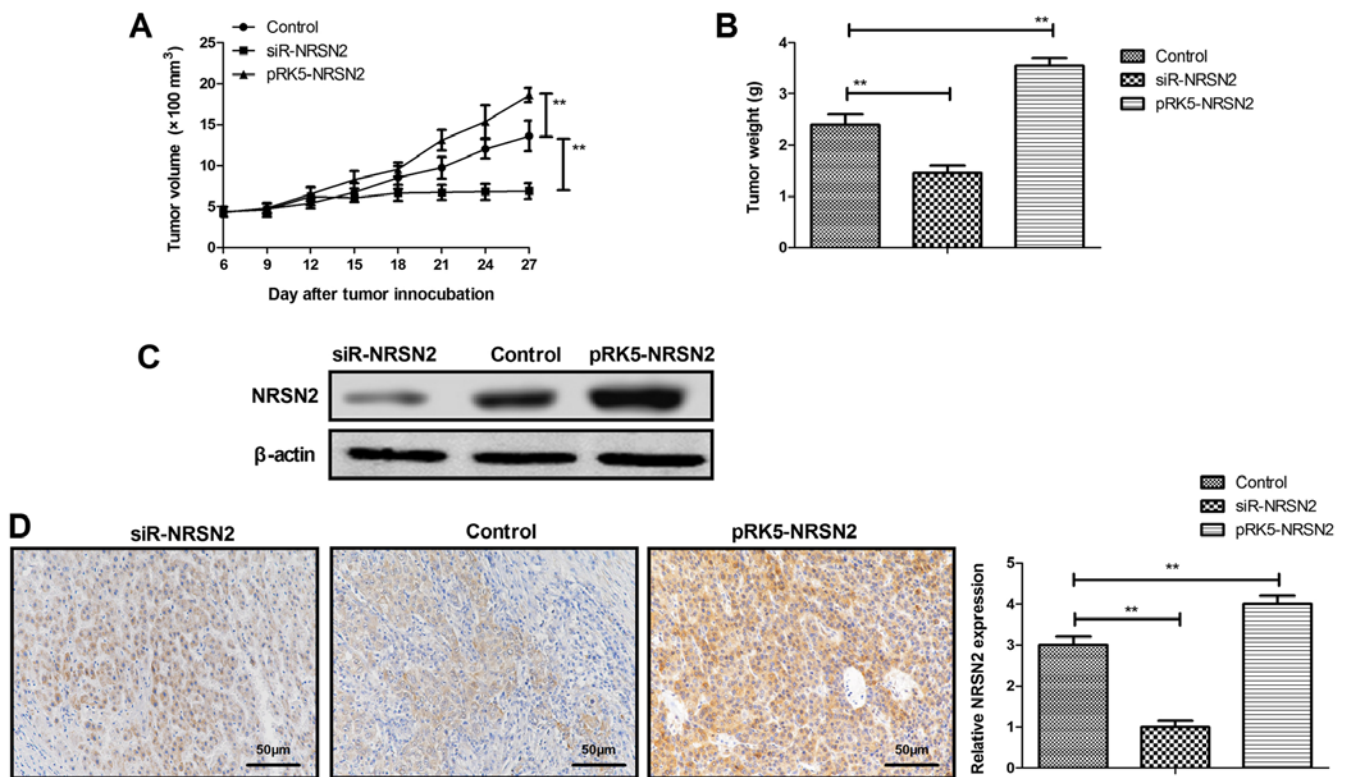 A
Control
siR-NRSN2
pRK5-NRSN2
Tumor volume (×100 mm³)
25
20
15
10
5
0
**
**
6 9 12 15 18 21 24 27
Day after tumor innocubation
B
Tumor weight (g)
4
3
2
1
0
**
**
Control
siR-NRSN2
pRK5-NRSN2
C
siR-NRSN2 Control pRK5-NRSN2
NRSN2
β-actin
D
siR-NRSN2 Control pRK5-NRSN2
50μm 50μm 50μm
Control
siR-NRSN2
pRK5-NRSN2
Relative NRSN2 expression
5
4
3
2
1
0
**
**